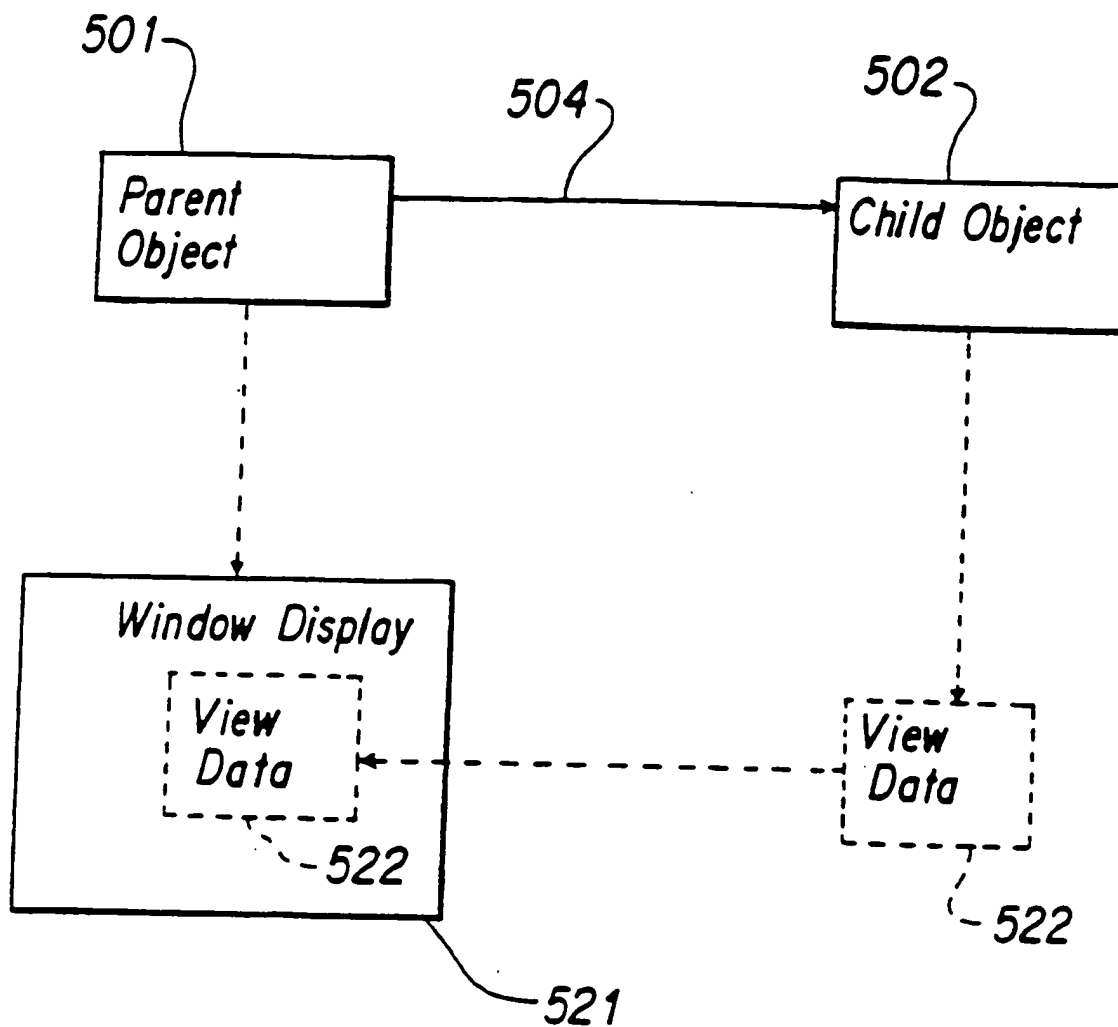 501
504
502
Parent
Object
Child Object
Window Display
View
Data
522
View
Data
522
521